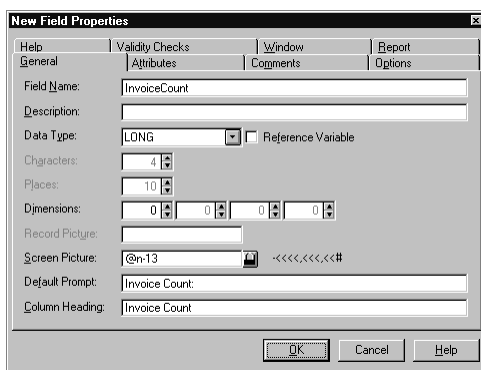 New Field Properties
Help Validity Checks Window Report
General Attributes Comments Options
Field Name: InvoiceCount
Description:
Data Type: LONG Reference Variable
Characters: 4
Places: 10
Dimensions: 0 0 0 0
Record Picture:
Screen Picture: @n-13 -<<<<,<<<,<<#
Default Prompt: Invoice Count:
Column Heading: Invoice Count
OK Cancel Help